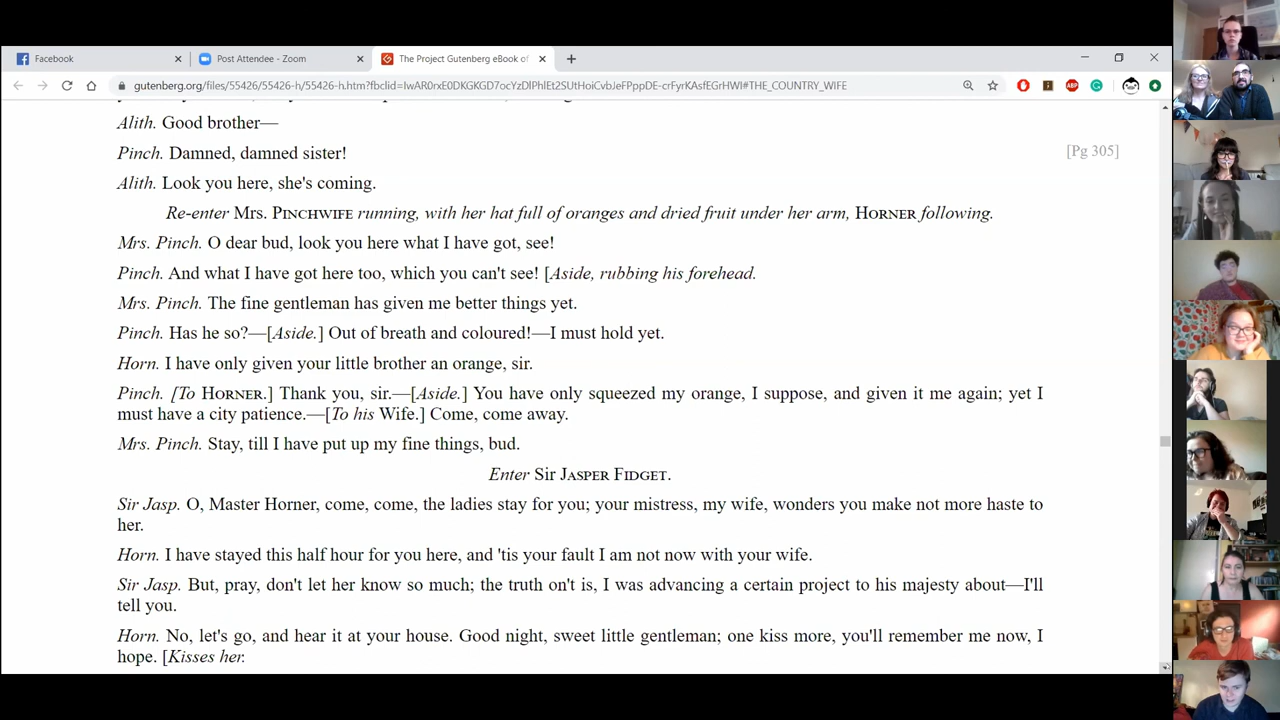 Facebook
Post Attendee - Zoom
The Project Gutenberg eBook of
gutenberg.org/files/55426/55426-h/55426-h.htm?fbclid=IwAR0rxE0DKGKGD7ocYzDlPhlEt2SUtHoiCvbJeFPppDE-crFyrKAsfEGrHWI#THE_COUNTRY_WIFE
ABP
Alith. Good brother—
Pinch. Damned, damned sister!
[Pg 305]
Alith. Look you here, she's coming.
Re-enter Mrs. PINCHWIFE running, with her hat full of oranges and dried fruit under her arm, HORNER following.
Mrs. Pinch. O dear bud, look you here what I have got, see!
Pinch. And what I have got here too, which you can't see! [Aside, rubbing his forehead.
Mrs. Pinch. The fine gentleman has given me better things yet.
Pinch. Has he so?—[Aside.] Out of breath and coloured!—I must hold yet.
Horn. I have only given your little brother an orange, sir.
Pinch. [To HORNER.] Thank you, sir.—[Aside.] You have only squeezed my orange, I suppose, and given it me again; yet I
must have a city patience.—[To his Wife.] Come, come away.
Mrs. Pinch. Stay, till I have put up my fine things, bud.
Enter Sir JASPER FIDGET.
Sir Jasp. O, Master Horner, come, come, the ladies stay for you; your mistress, my wife, wonders you make not more haste to
her.
Horn. I have stayed this half hour for you here, and 'tis your fault I am not now with your wife.
Sir Jasp. But, pray, don't let her know so much; the truth on't is, I was advancing a certain project to his majesty about—I'll
tell you.
Horn. No, let's go, and hear it at your house. Good night, sweet little gentleman; one kiss more, you'll remember me now, I
hope. [Kisses her.